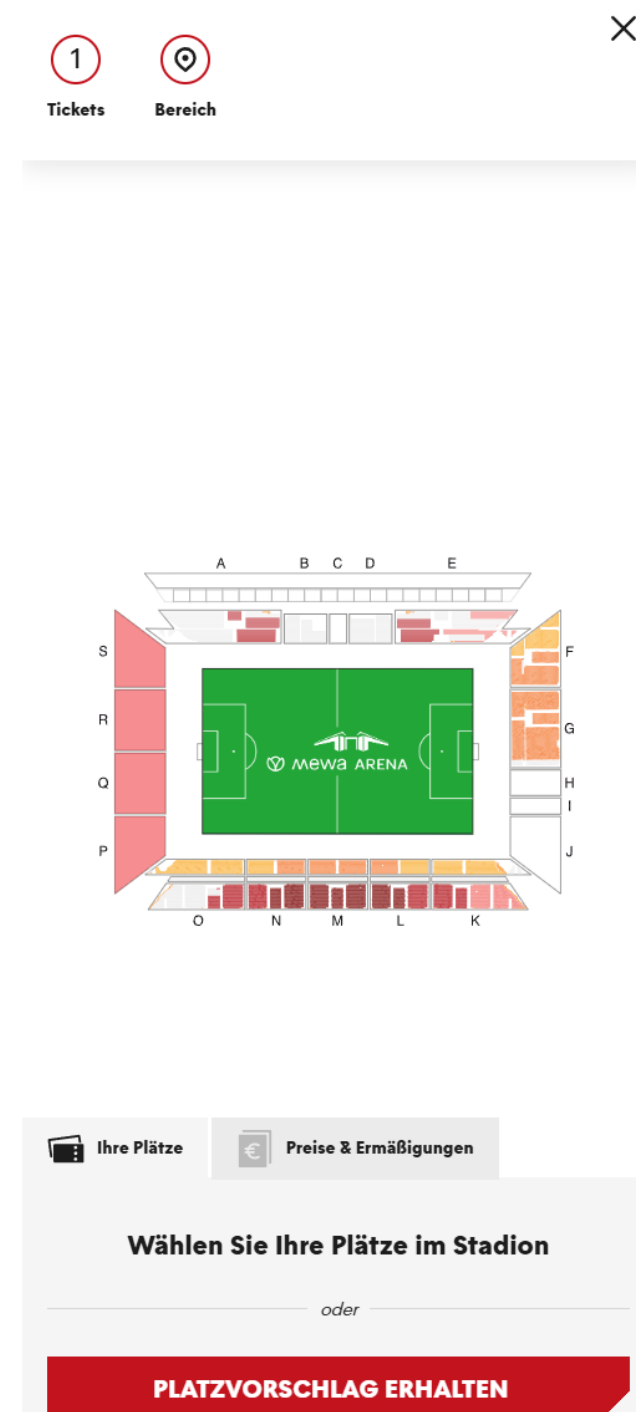 1
Tickets
Bereich
A B C D E
S
F
R
G
mewa ARENA
Q
H
I
P
J
O N M L K
Ihre Plätze
€
Preise & Ermäßigungen
Wählen Sie Ihre Plätze im Stadion
oder
PLATZVORSCHLAG ERHALTEN